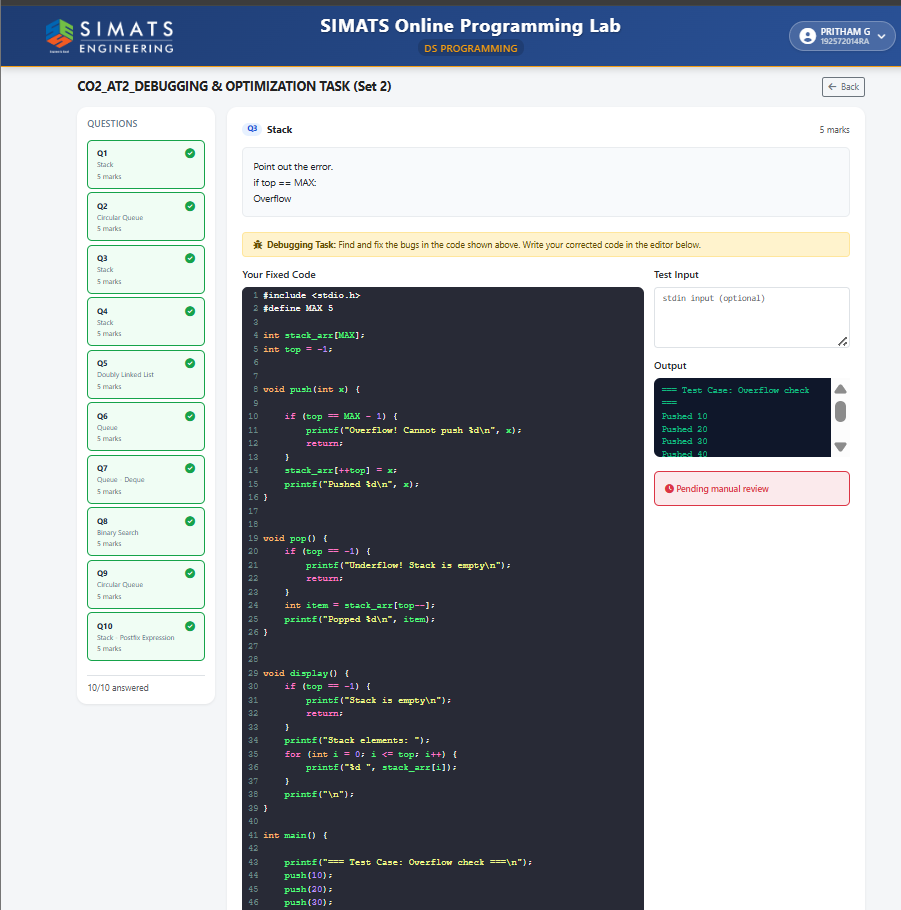 SIMATS
ENGINEERING
SIMATS Online Programming Lab
DS PROGRAMMING
PRITHAM G
192572014RA
CO2_AT2_DEBUGGING & OPTIMIZATION TASK (Set 2)
← Back
QUESTIONS
Q1
Stack
5 marks
Q2
Circular Queue
5 marks
Q3
Stack
5 marks
Q4
Stack
5 marks
Q5
Doubly Linked List
5 marks
Q6
Queue
5 marks
Q7
Queue · Deque
5 marks
Q8
Binary Search
5 marks
Q9
Circular Queue
5 marks
Q10
Stack · Postfix Expression
5 marks
10/10 answered
Q3 Stack
5 marks
Point out the error.
if top == MAX:
Overflow
Debugging Task: Find and fix the bugs in the code shown above. Write your corrected code in the editor below.
Your Fixed Code
1 #include <stdio.h>
2 #define MAX 5
3
4 int stack_arr[MAX];
5 int top = -1;
6
7
8 void push(int x) {
9
10 if (top == MAX - 1) {
11 printf("Overflow! Cannot push %d\n", x);
12 return;
13 }
14 stack_arr[++top] = x;
15 printf("Pushed %d\n", x);
16 }
17
18
19 void pop() {
20 if (top == -1) {
21 printf("Underflow! Stack is empty\n");
22 return;
23 }
24 int item = stack_arr[top--];
25 printf("Popped %d\n", item);
26 }
27
28
29 void display() {
30 if (top == -1) {
31 printf("Stack is empty\n");
32 return;
33 }
34 printf("Stack elements: ");
35 for (int i = 0; i <= top; i++) {
36 printf("%d ", stack_arr[i]);
37 }
38 printf("\n");
39 }
40
41 int main() {
42
43 printf("=== Test Case: Overflow check ===\n");
44 push(10);
45 push(20);
46 push(30);
Test Input
stdin input (optional)
Output
=== Test Case: Overflow check
===
Pushed 10
Pushed 20
Pushed 30
Pushed 40
Pending manual review